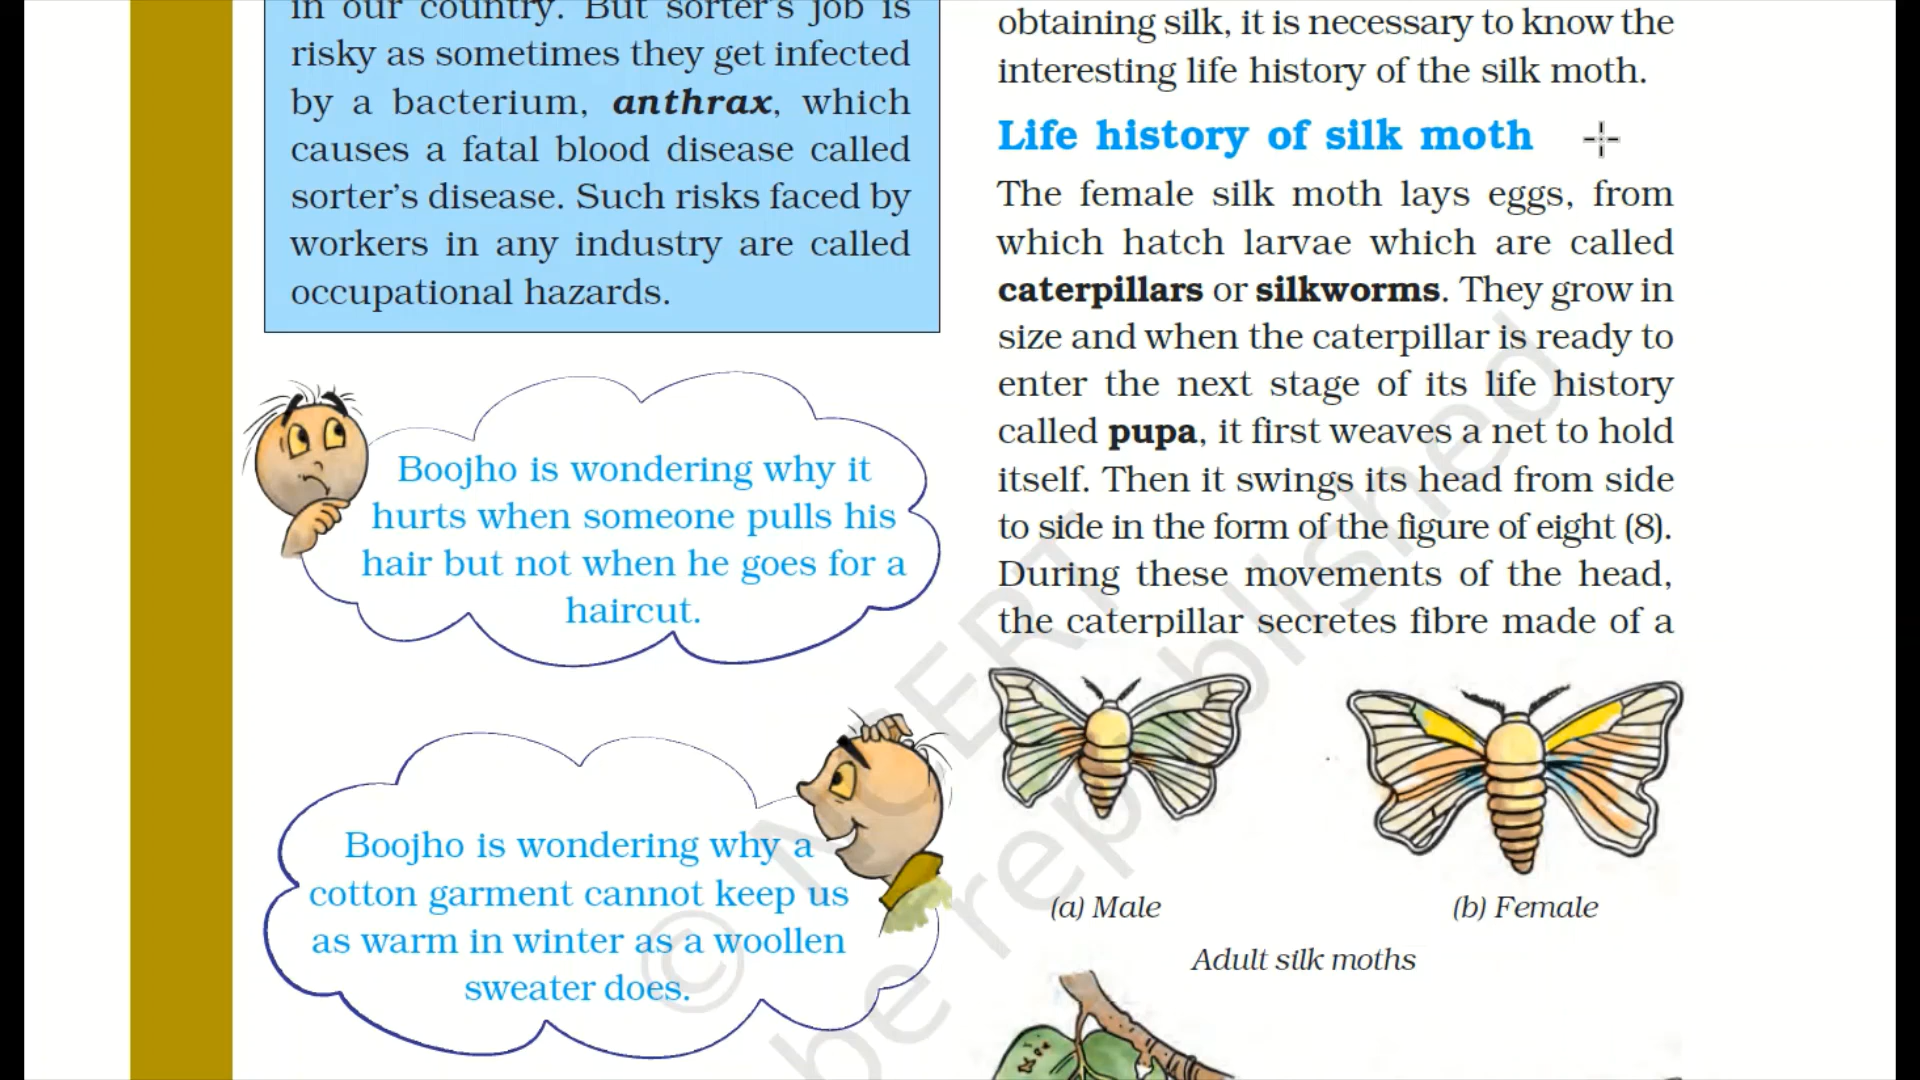 in our country. But sorter's job is
risky as sometimes they get infected
by a bacterium, anthrax, which
causes a fatal blood disease called
sorter's disease. Such risks faced by
workers in any industry are called
occupational hazards.
Boojho is wondering why it
hurts when someone pulls his
hair but not when he goes for a
haircut.
Boojho is wondering why a
cotton garment cannot keep us
as warm in winter as a woollen
sweater does.
obtaining silk, it is necessary to know the
interesting life history of the silk moth.
Life history of silk moth
The female silk moth lays eggs, from
which hatch larvae which are called
caterpillars or silkworms. They grow in
size and when the caterpillar is ready to
enter the next stage of its life history
called pupa, it first weaves a net to hold
itself. Then it swings its head from side
to side in the form of the figure of eight (8).
During these movements of the head,
the caterpillar secretes fibre made of a
(a) Male
(b) Female
Adult silk moths
© NCERT
be republished